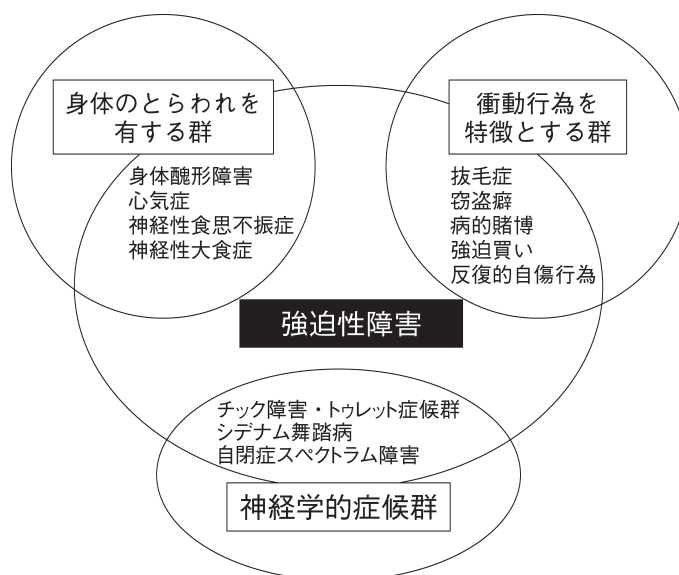 身体のとらわれを
有する群
身体醜形障害
心気症
神経性食思不振症
神経性大食症
衝動行為を
特徴とする群
抜毛症
窃盗癖
病的賭博
強迫買い
反復的自傷行為
強迫性障害
チック障害・トゥレット症候群
シデナム舞踏病
自閉症スペクトラム障害
神経学的症候群